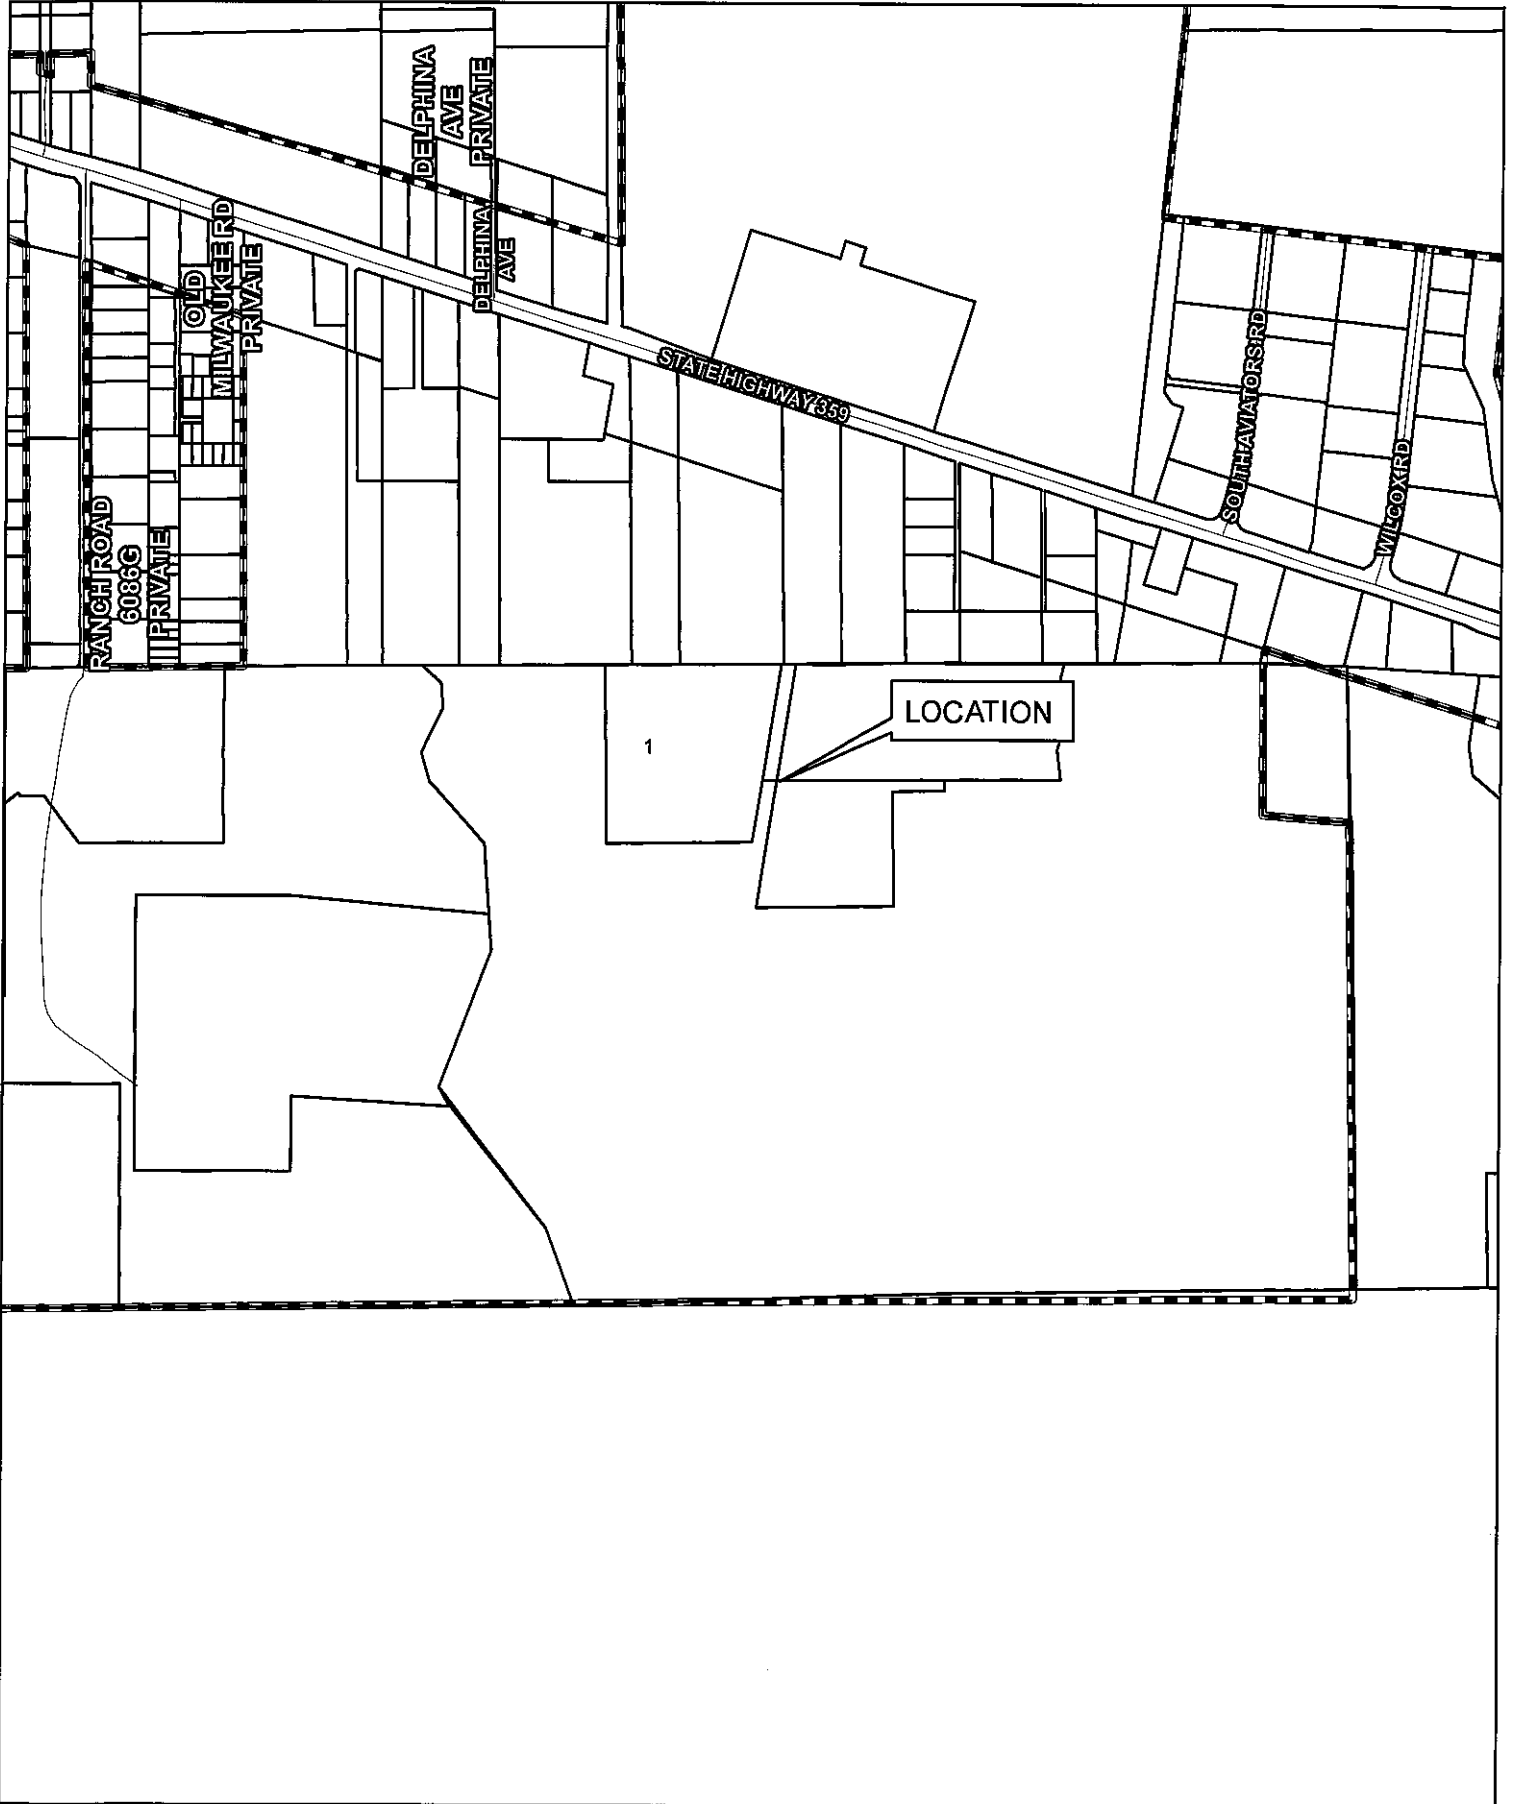 DELPHINA
AVE
PRIVATE
DELPHINA
AVE
OLD
MILWAUKEE RD
PRIVATE
STATE HIGHWAY 359
SOUTH AVIATORS RD
WILCOX RD
RANCH ROAD
6086G
PRIVATE
LOCATION
1